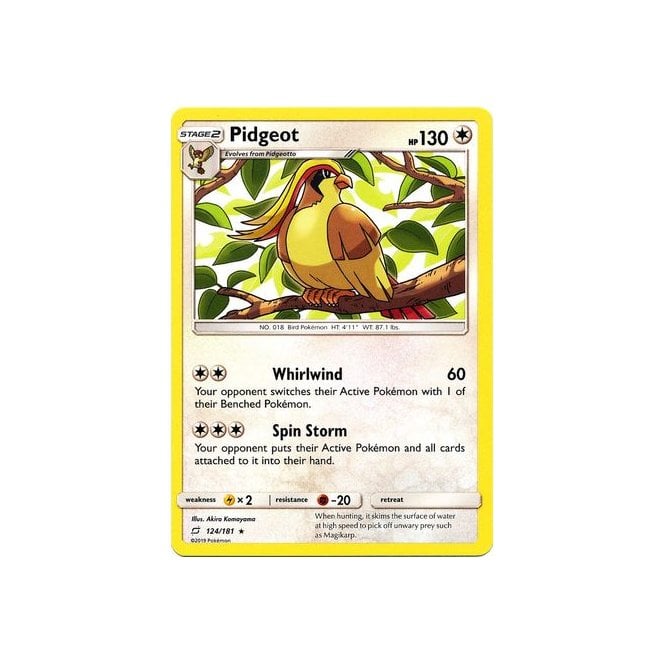 STAGE 2 Pidgeot HP 130
Evolves from Pidgeotto
NO. 018 Bird Pokémon HT: 4'11" WT: 87.1 lbs.
Whirlwind 60
Your opponent switches their Active Pokémon with 1 of
their Benched Pokémon.
Spin Storm
Your opponent puts their Active Pokémon and all cards
attached to it into their hand.
weakness × 2 resistance -20 retreat
Illus. Akira Komayama
When hunting, it skims the surface of water
at high speed to pick off unwary prey such
as Magikarp.
124/181 ★
©2019 Pokémon